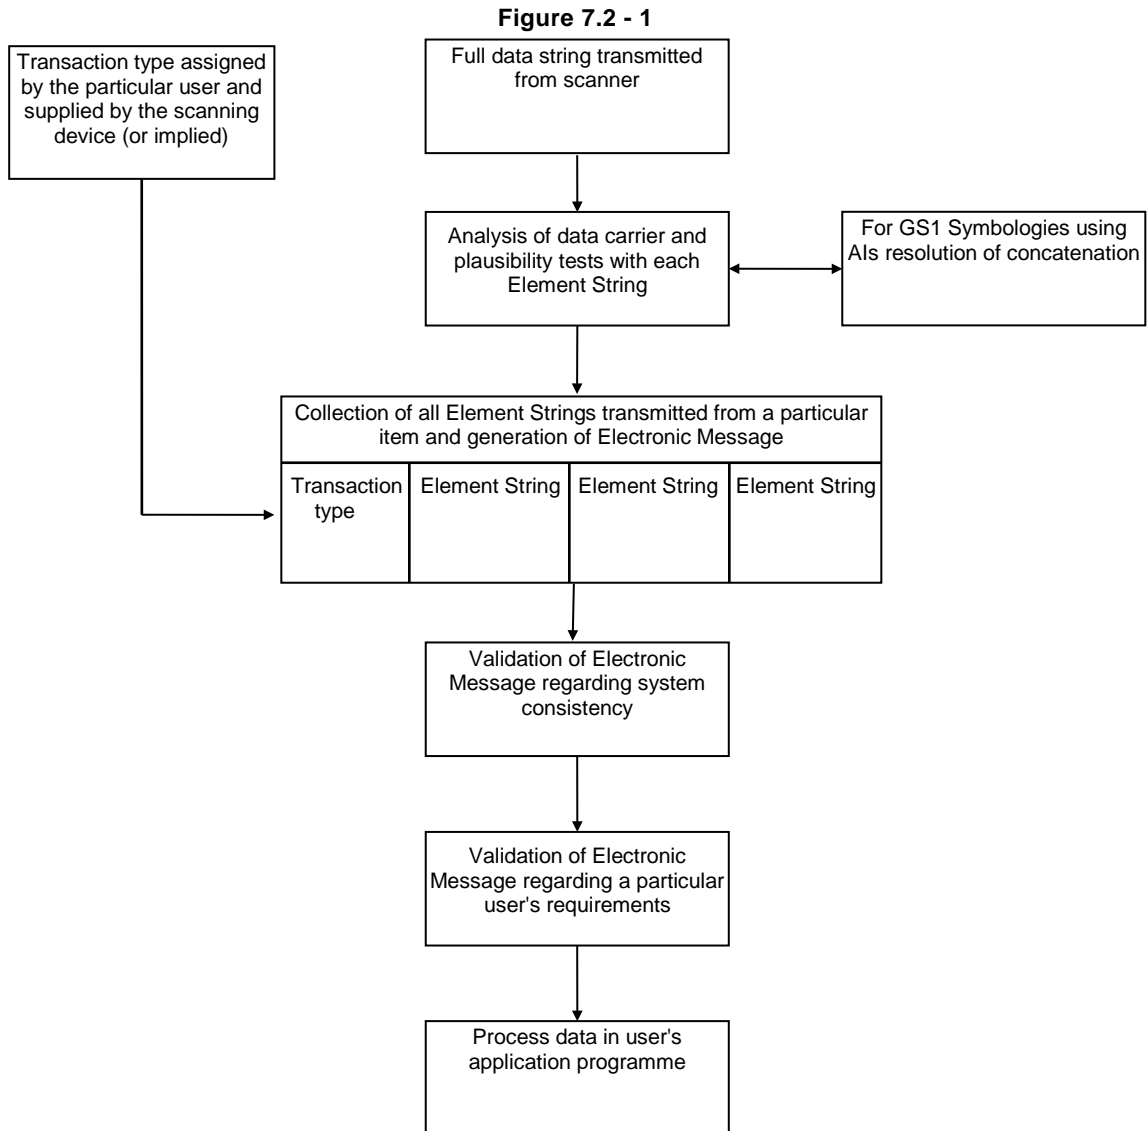 Figure 7.2 - 1
Transaction type assigned
by the particular user and
supplied by the scanning
device (or implied)
Full data string transmitted
from scanner
Analysis of data carrier and
plausibility tests with each
Element String
For GS1 Symbologies using
AIs resolution of concatenation
Collection of all Element Strings transmitted from a particular
item and generation of Electronic Message
Transaction
type
Element String
Element String
Element String
Validation of Electronic
Message regarding system
consistency
Validation of Electronic
Message regarding a particular
user's requirements
Process data in user's
application programme